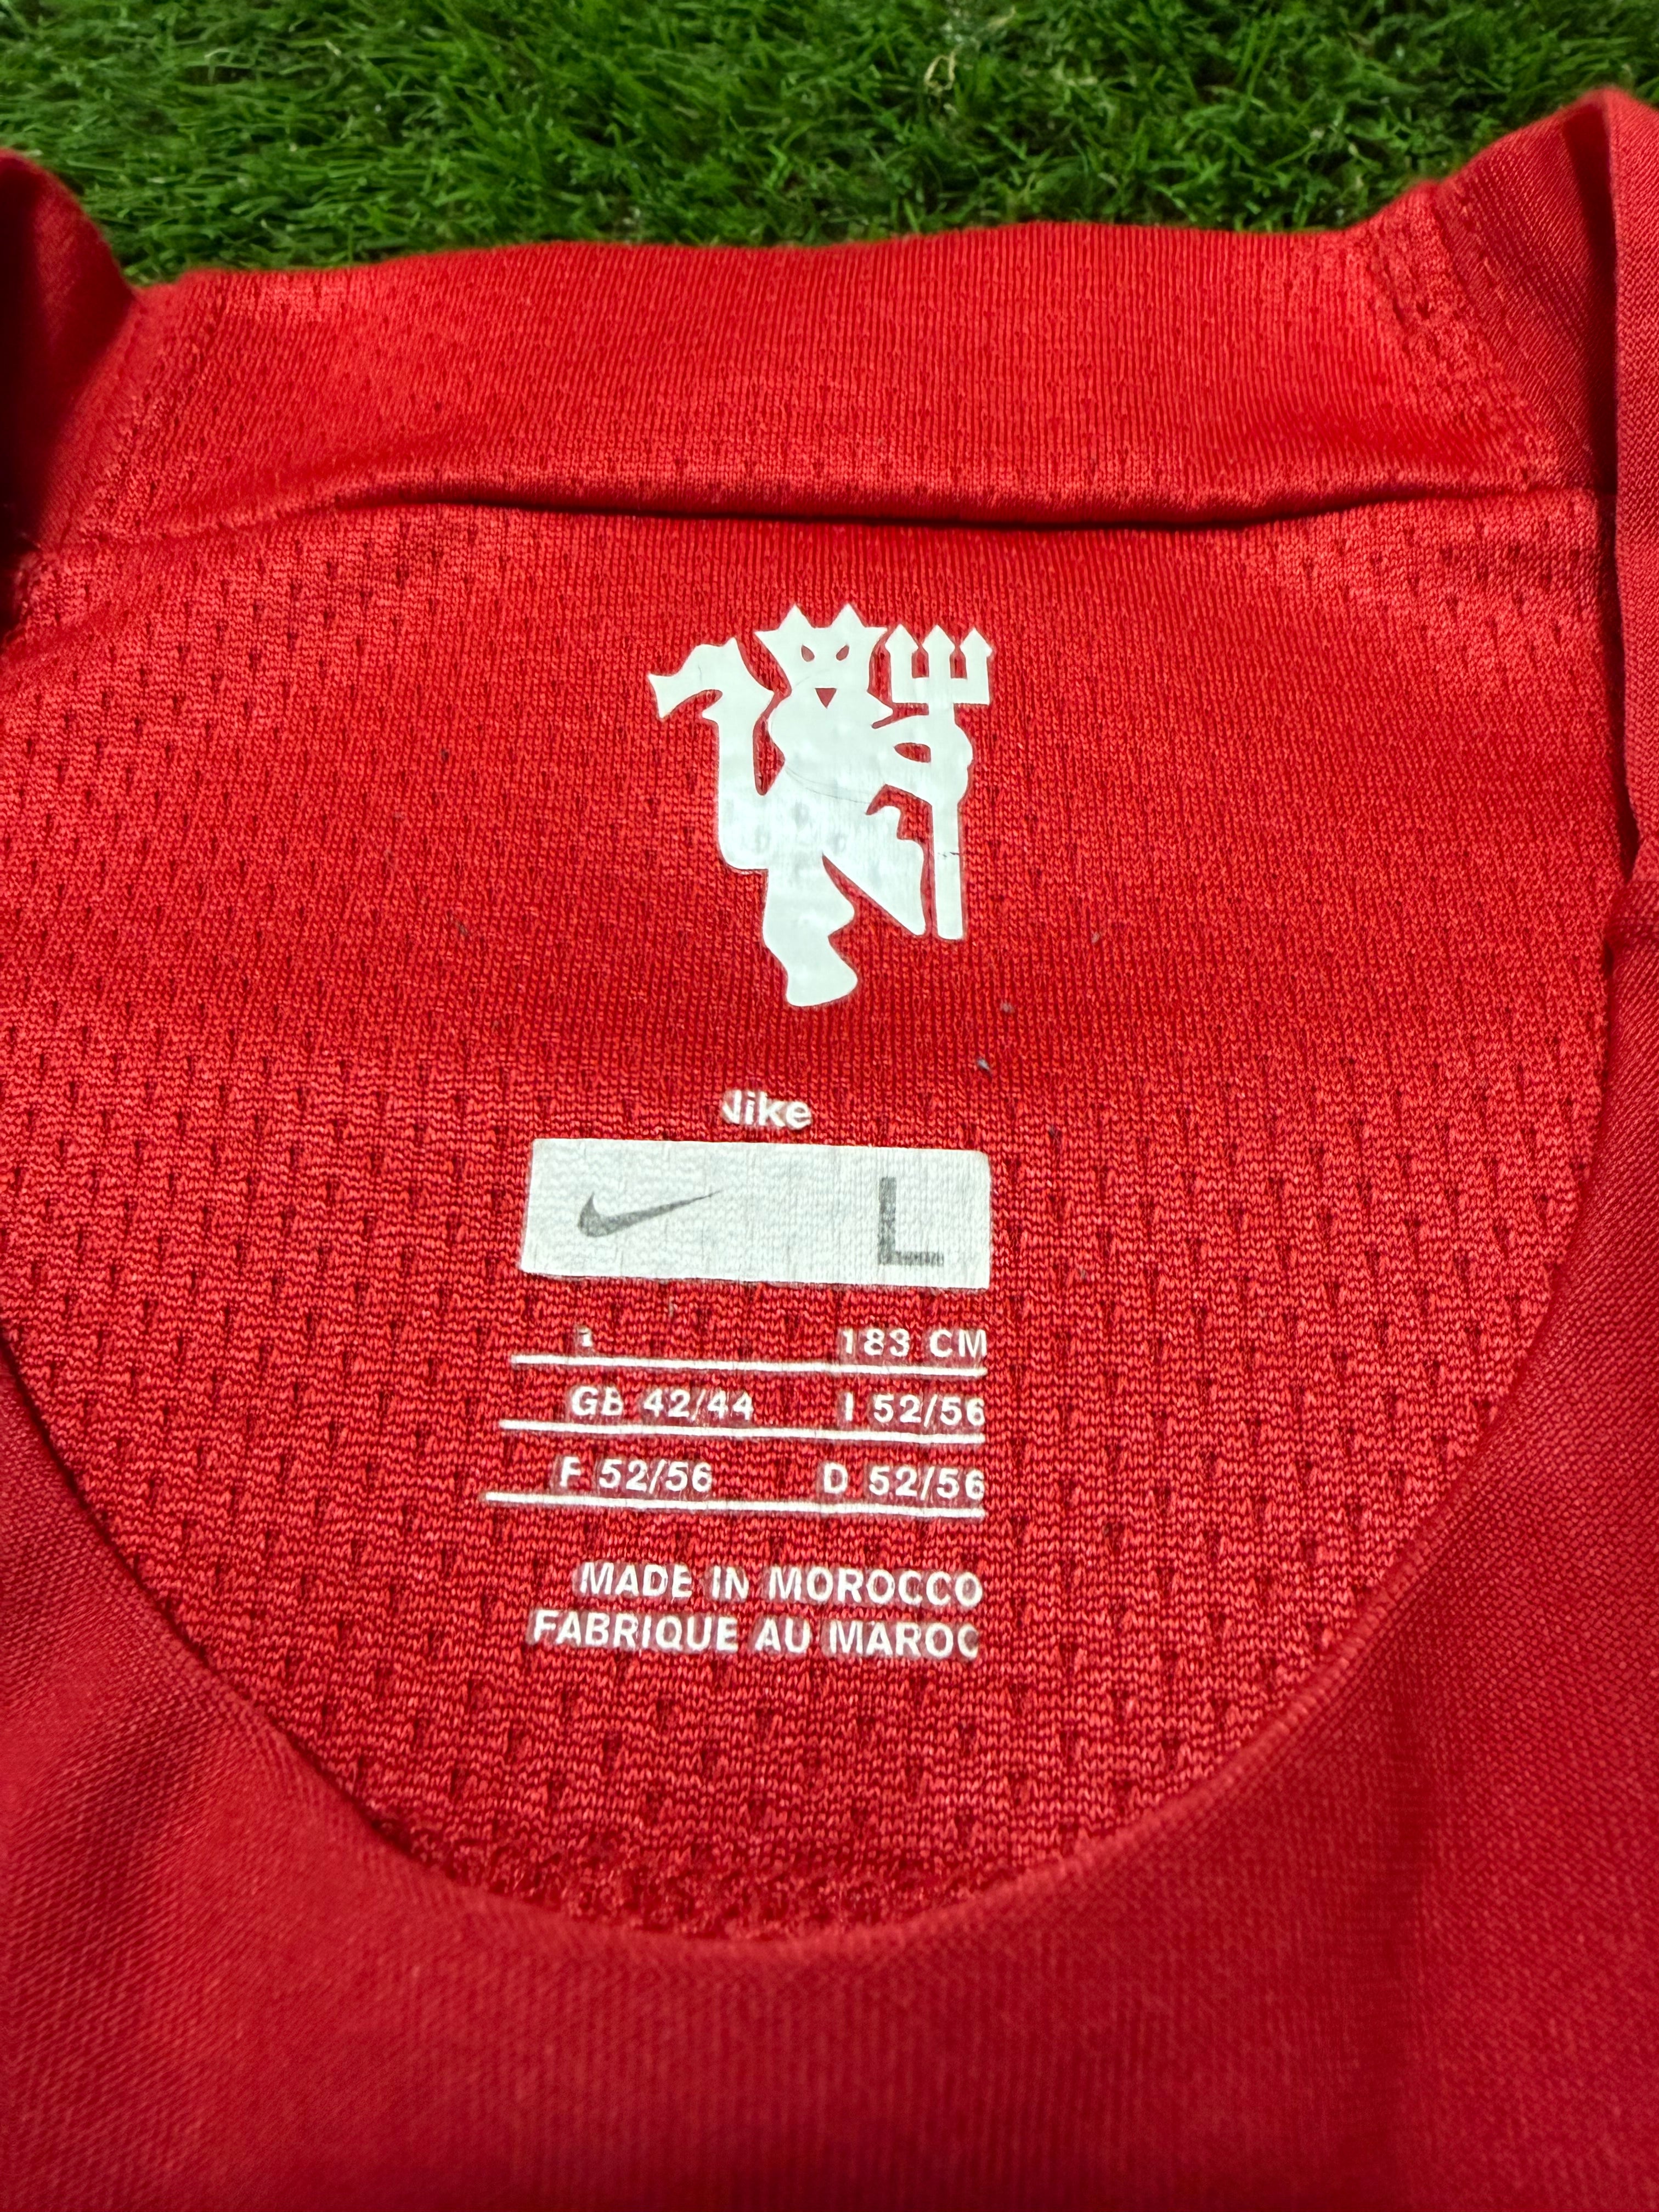 Nike
L
183 CM
GB 42/44 I 52/56
F 52/56 D 52/56
MADE IN MOROCCO
FABRIQUE AU MAROC